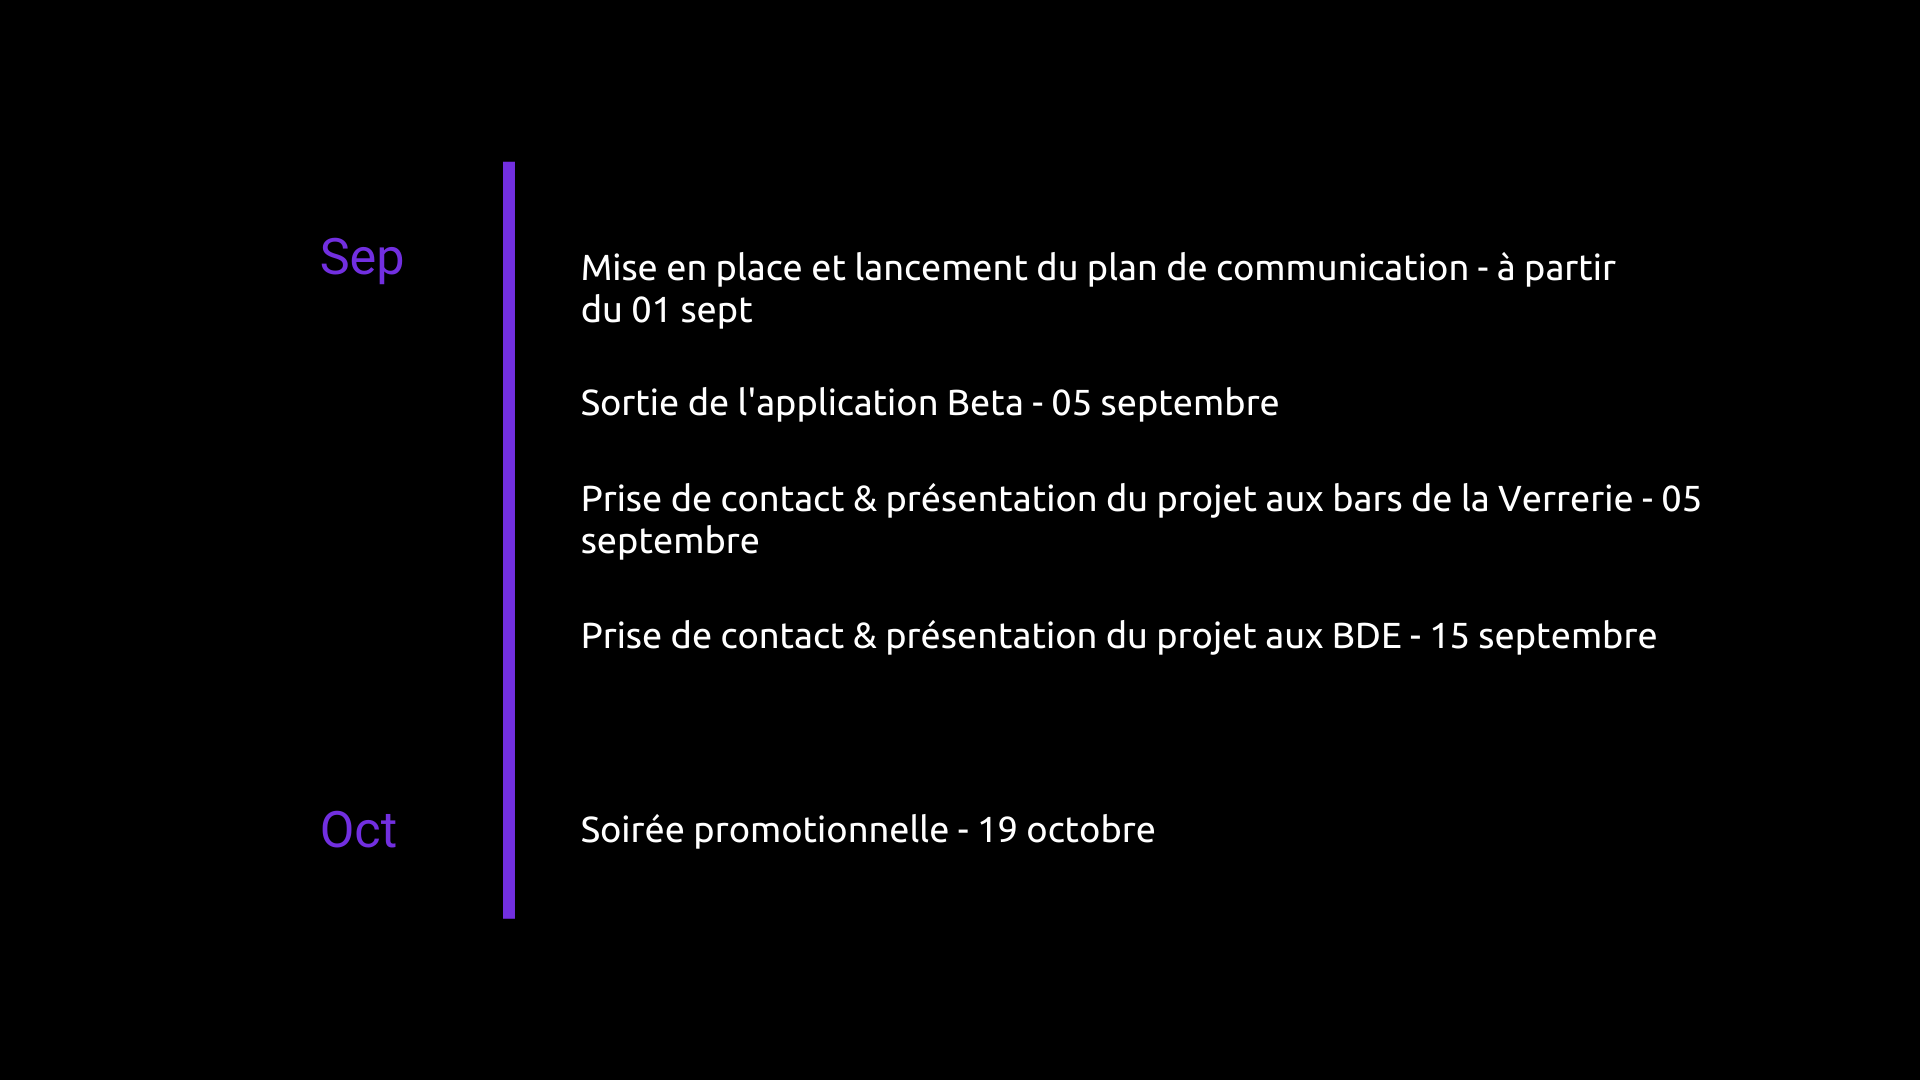 Sep
Mise en place et lancement du plan de communication - à partir
du 01 sept
Sortie de l'application Beta - 05 septembre
Prise de contact & présentation du projet aux bars de la Verrerie - 05
septembre
Prise de contact & présentation du projet aux BDE - 15 septembre
Oct
Soirée promotionnelle - 19 octobre